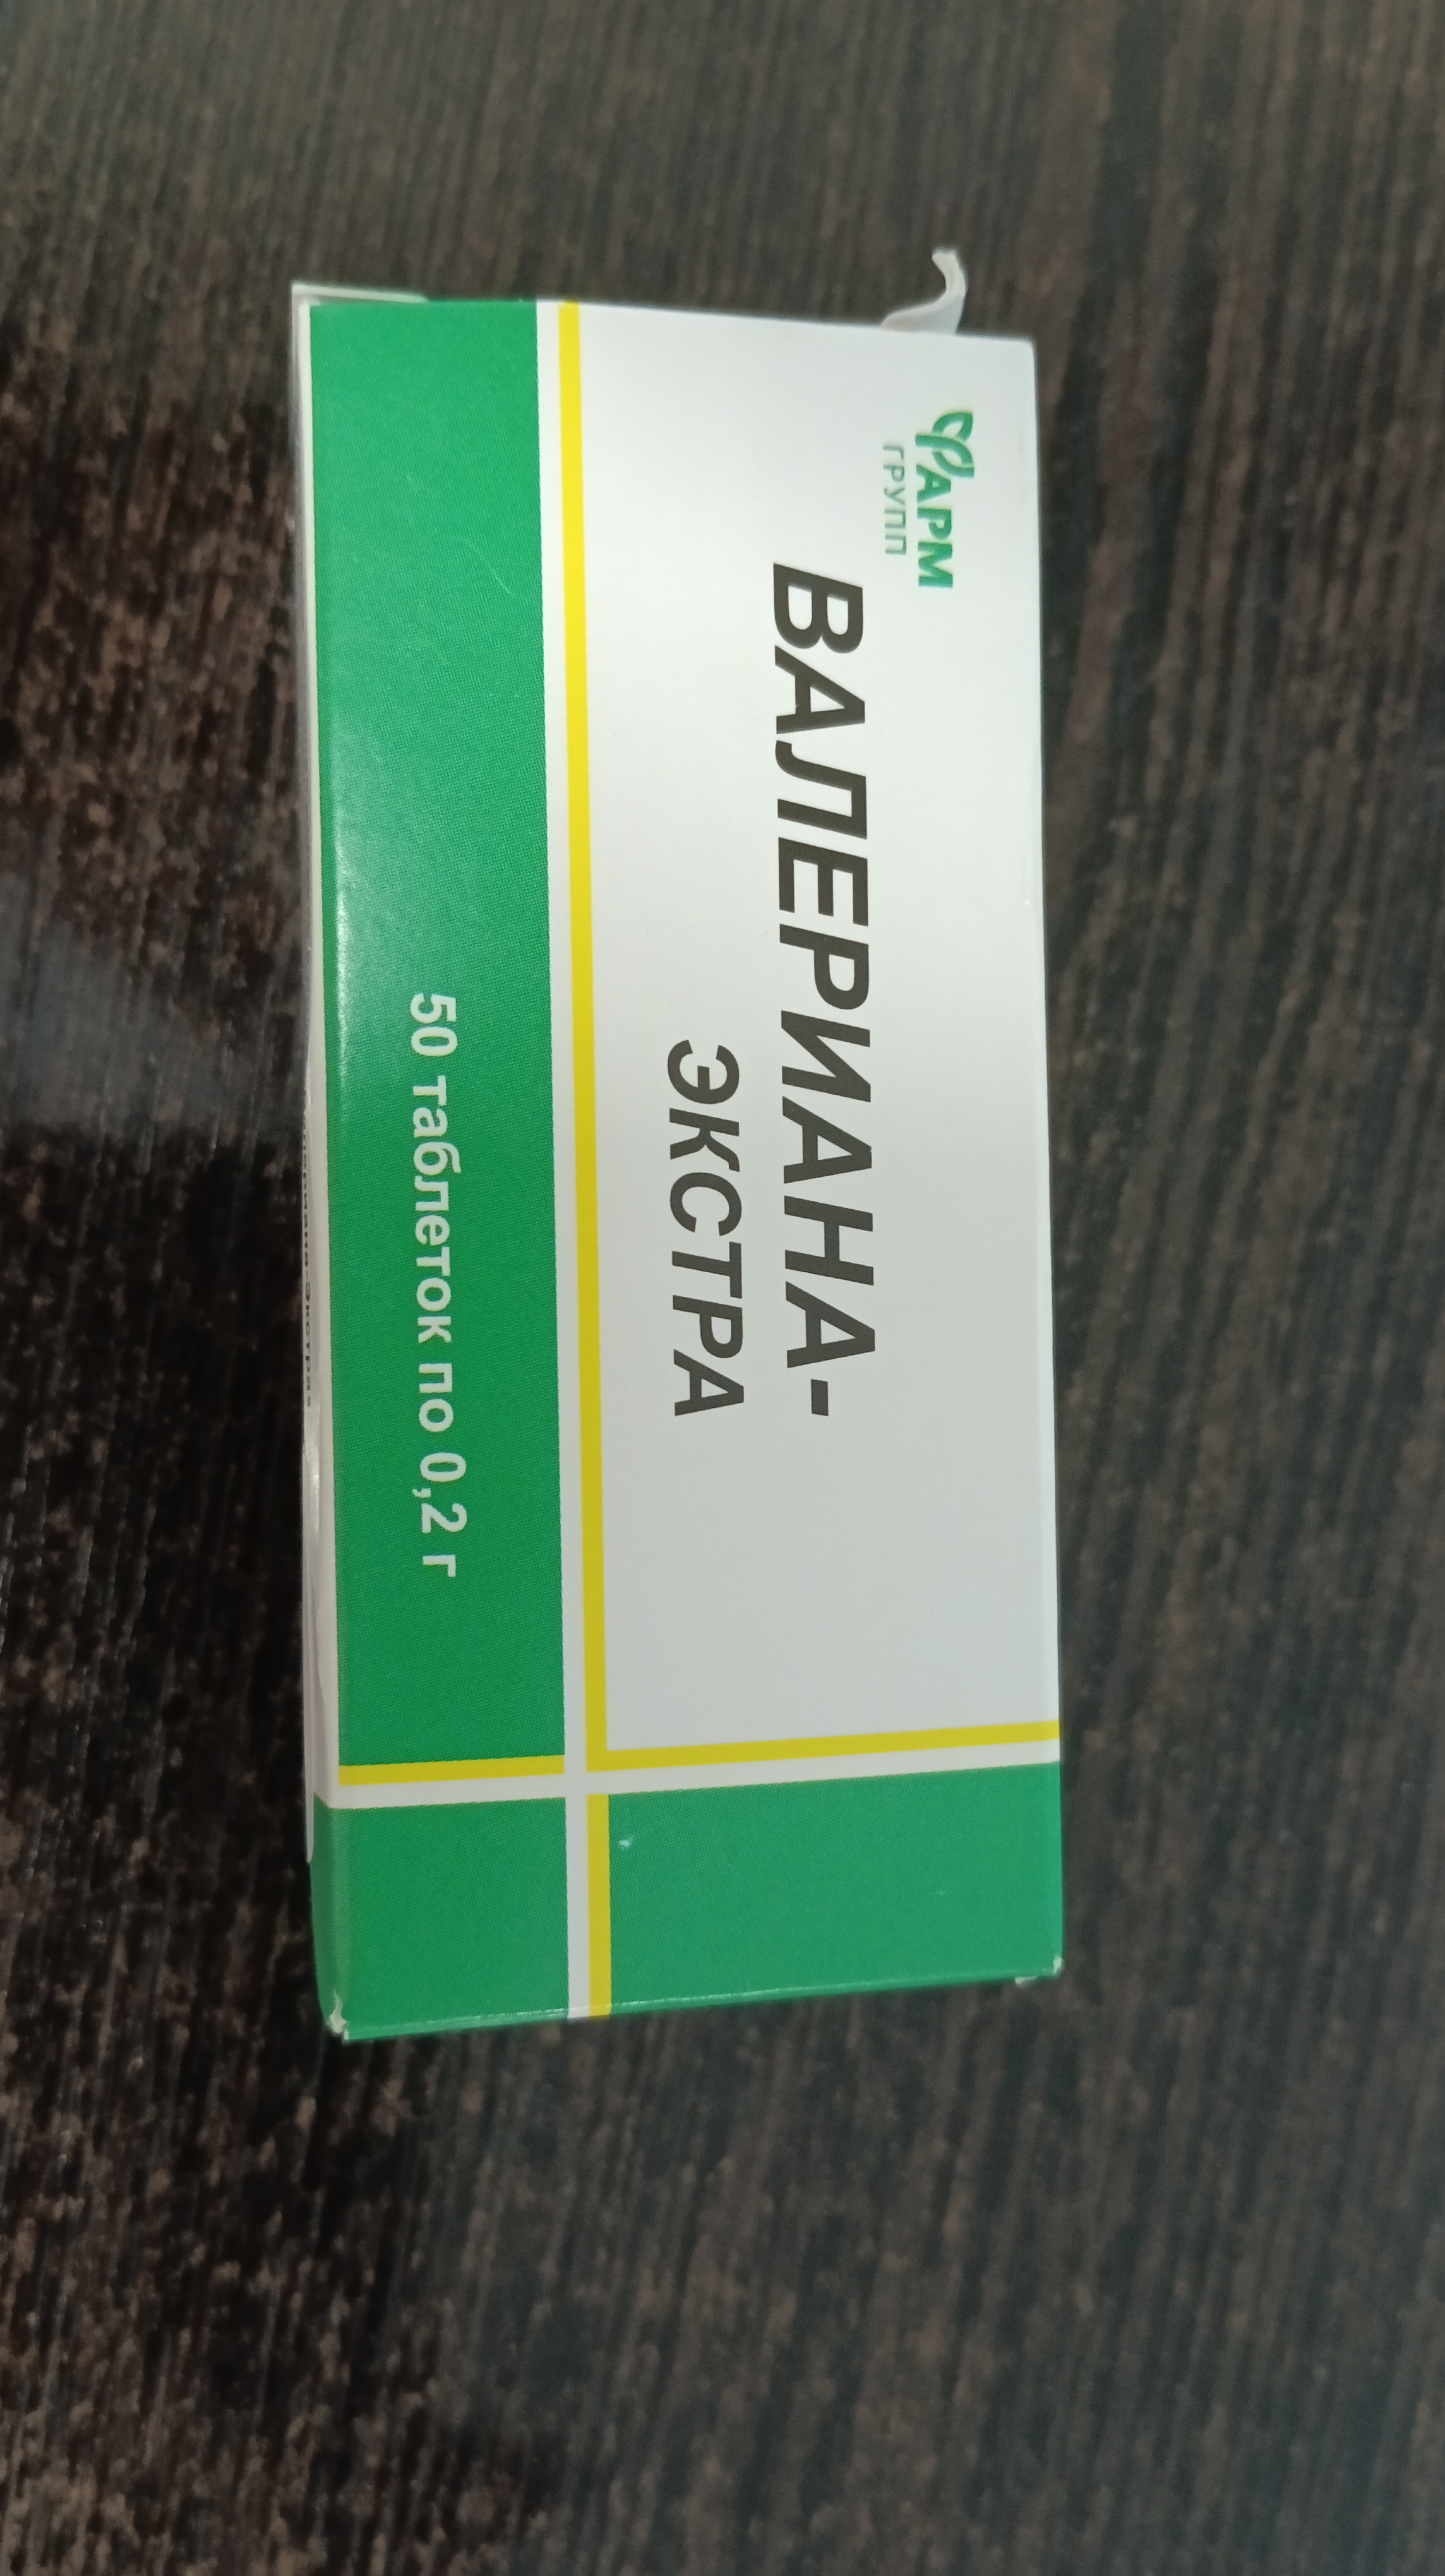 ФАРМ
ГРУПП
ВАЛЕРИАНА-
ЭКСТРА
50 таблеток по 0,2 г